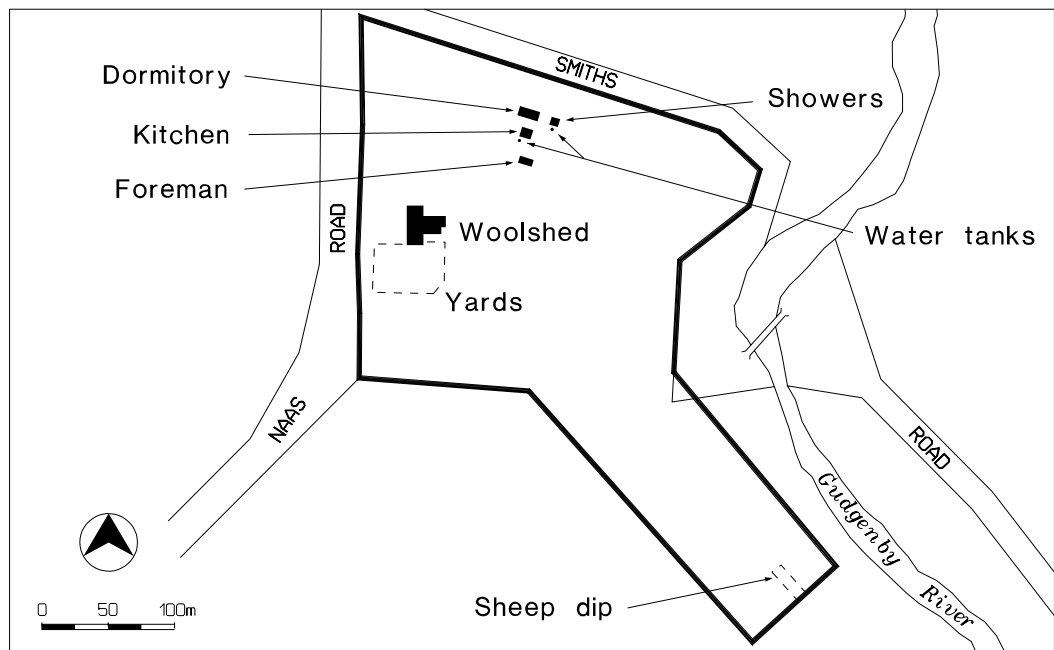 SMITHS
Dormitory
Showers
Kitchen
Foreman
ROAD
Woolshed
Water tanks
Yards
NAAS
ROAD
Gudgenby
River
0 50 100m
Sheep dip